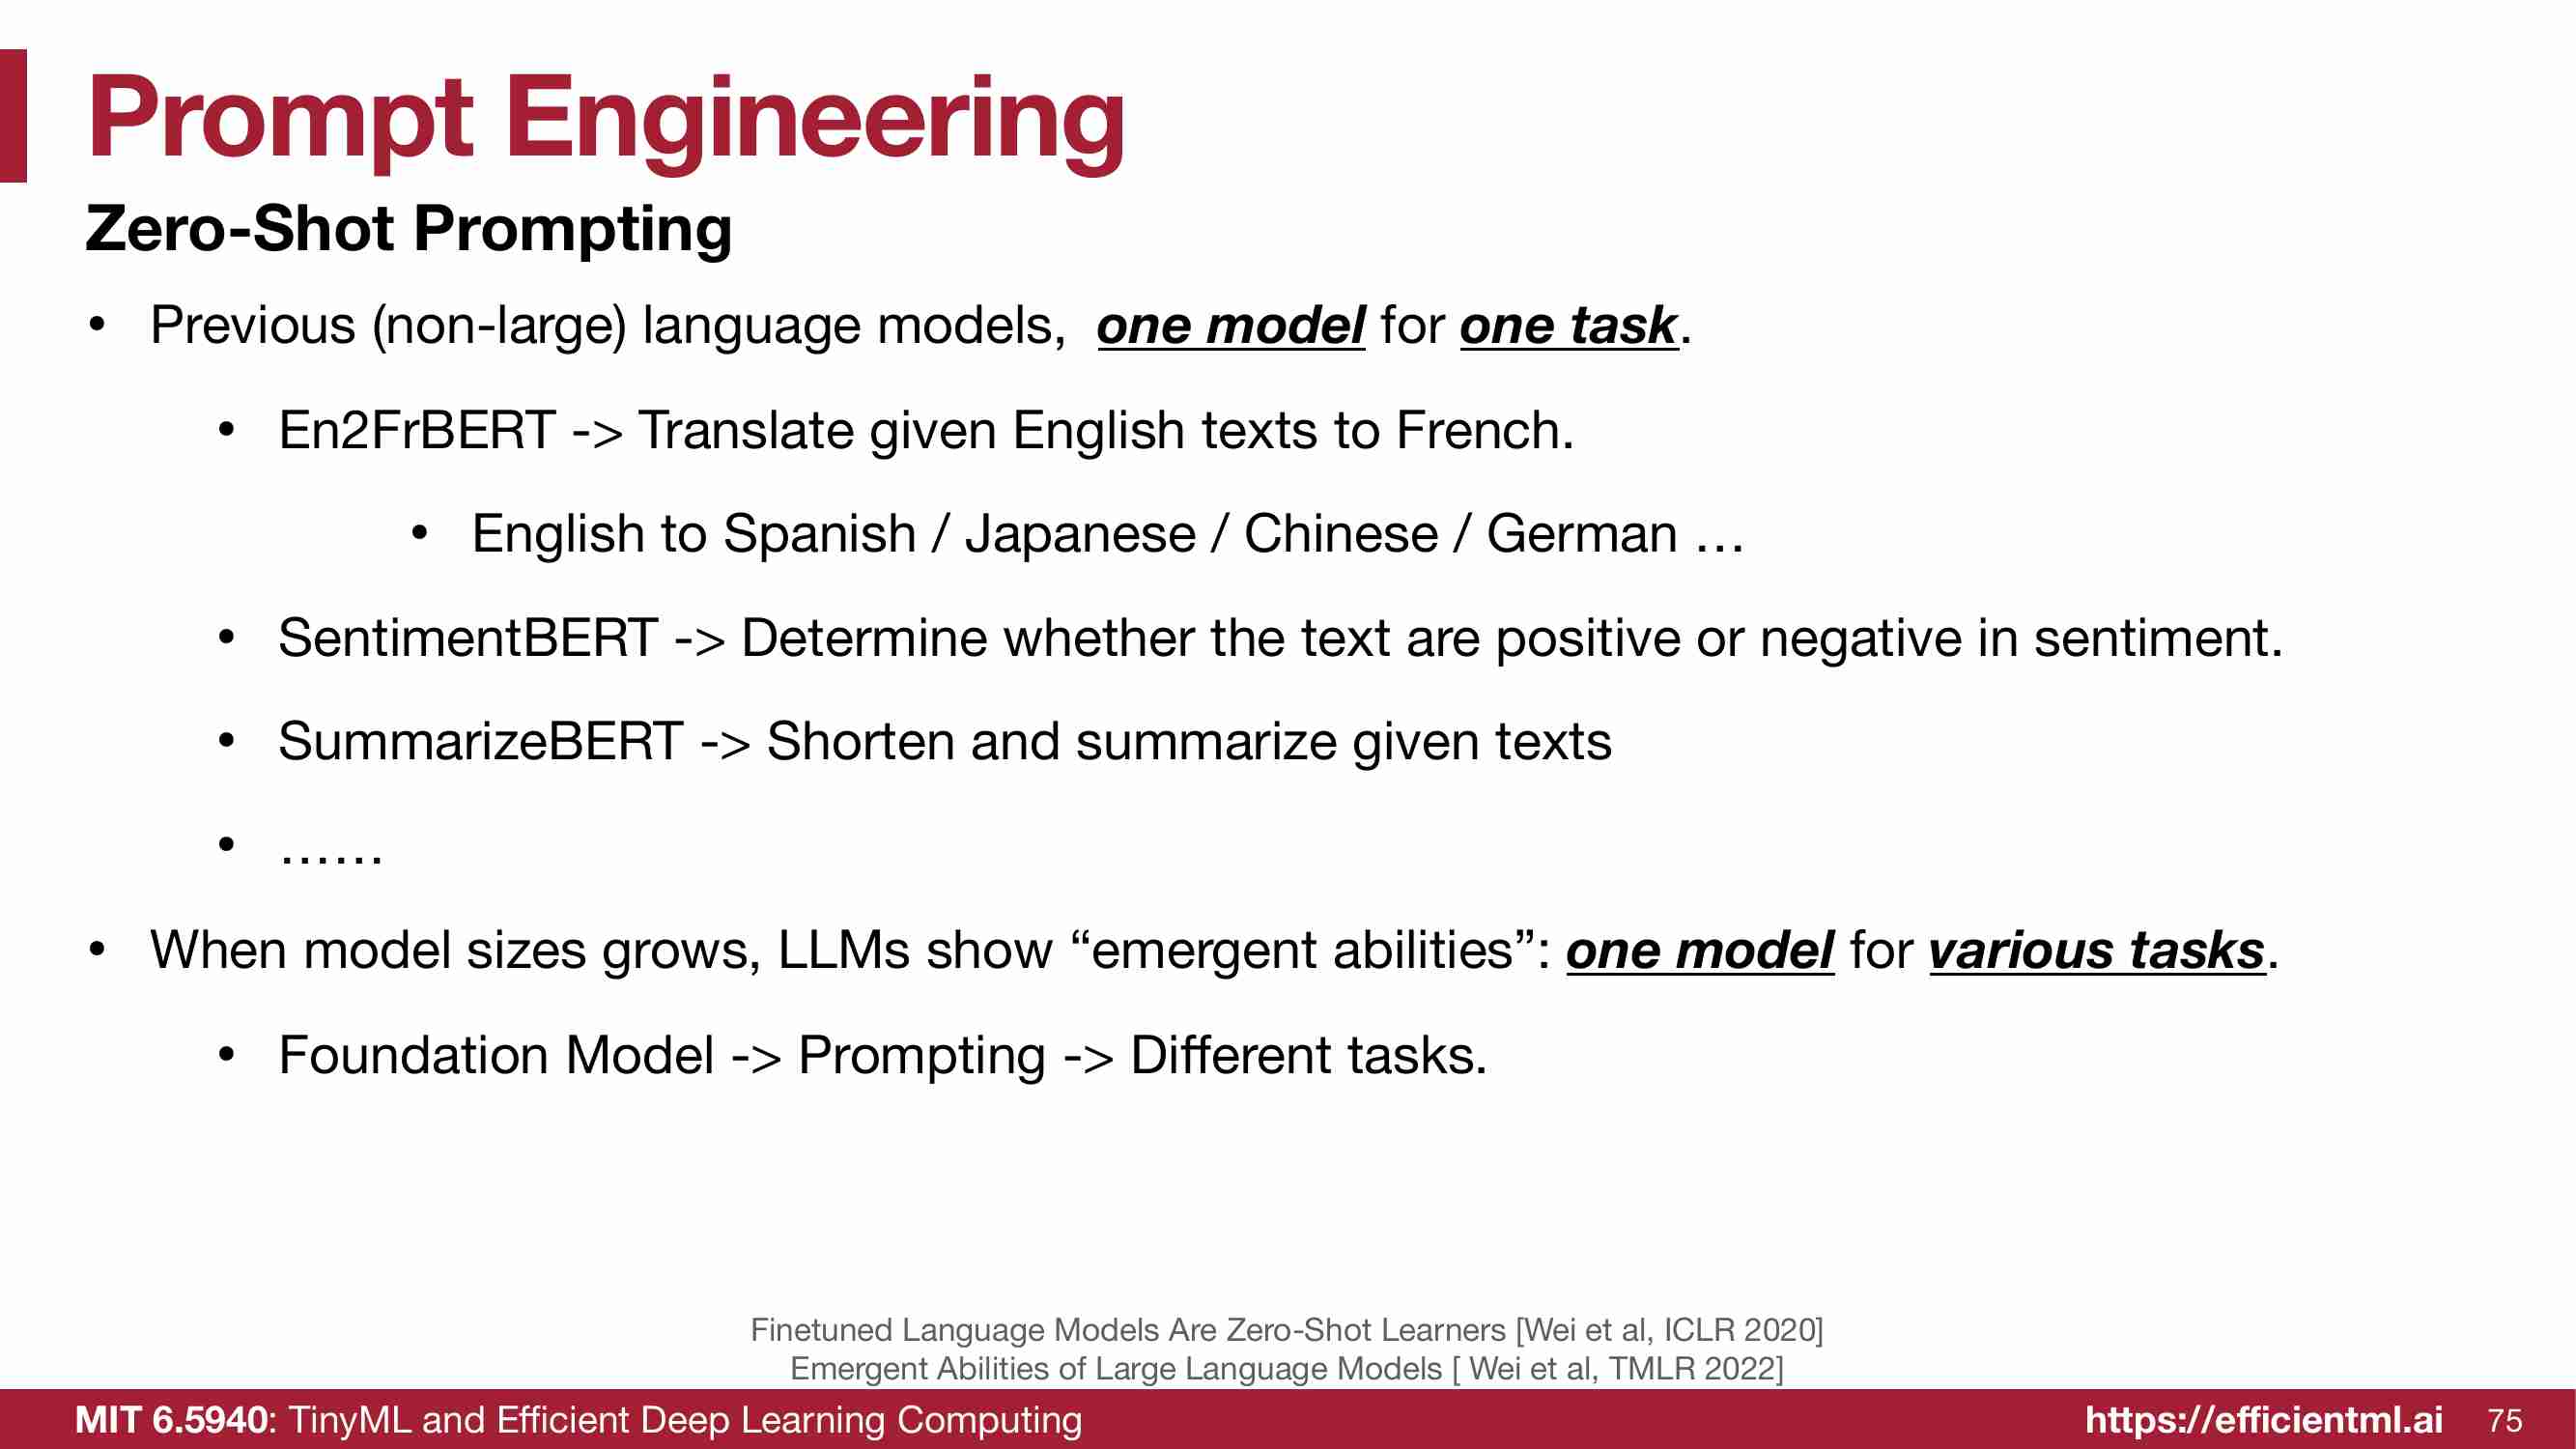 Prompt Engineering
Zero-Shot Prompting
• Previous (non-large) language models, one model for one task.
• En2FrBERT -> Translate given English texts to French.
• English to Spanish / Japanese / Chinese / German …
• SentimentBERT -> Determine whether the text are positive or negative in sentiment.
• SummarizeBERT -> Shorten and summarize given texts
• ……
• When model sizes grows, LLMs show “emergent abilities”: one model for various tasks.
• Foundation Model -> Prompting -> Different tasks.
Finetuned Language Models Are Zero-Shot Learners [Wei et al, ICLR 2020]
Emergent Abilities of Large Language Models [ Wei et al, TMLR 2022]
MIT 6.5940: TinyML and Efficient Deep Learning Computing https://efficientml.ai 75